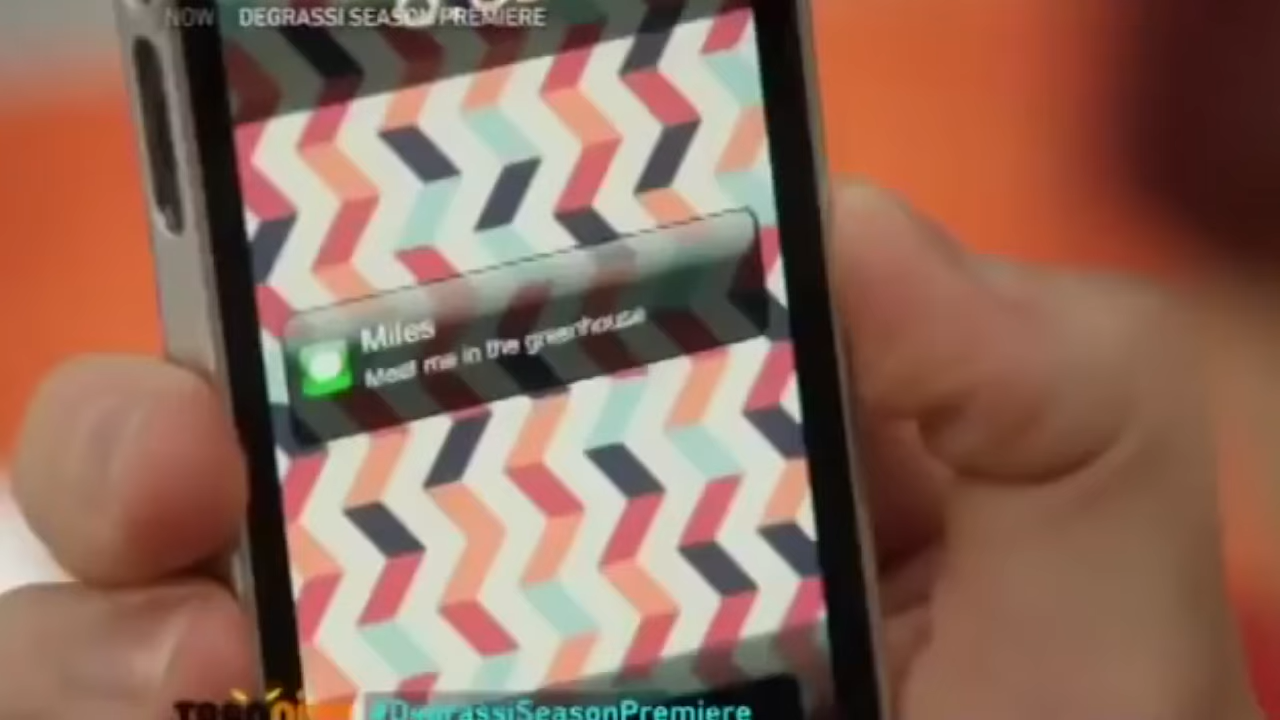 NOW DEGRASSI SEASON PREMIERE
Miles
Meet me in the greenhouse
#DegrassiSeasonPremiere